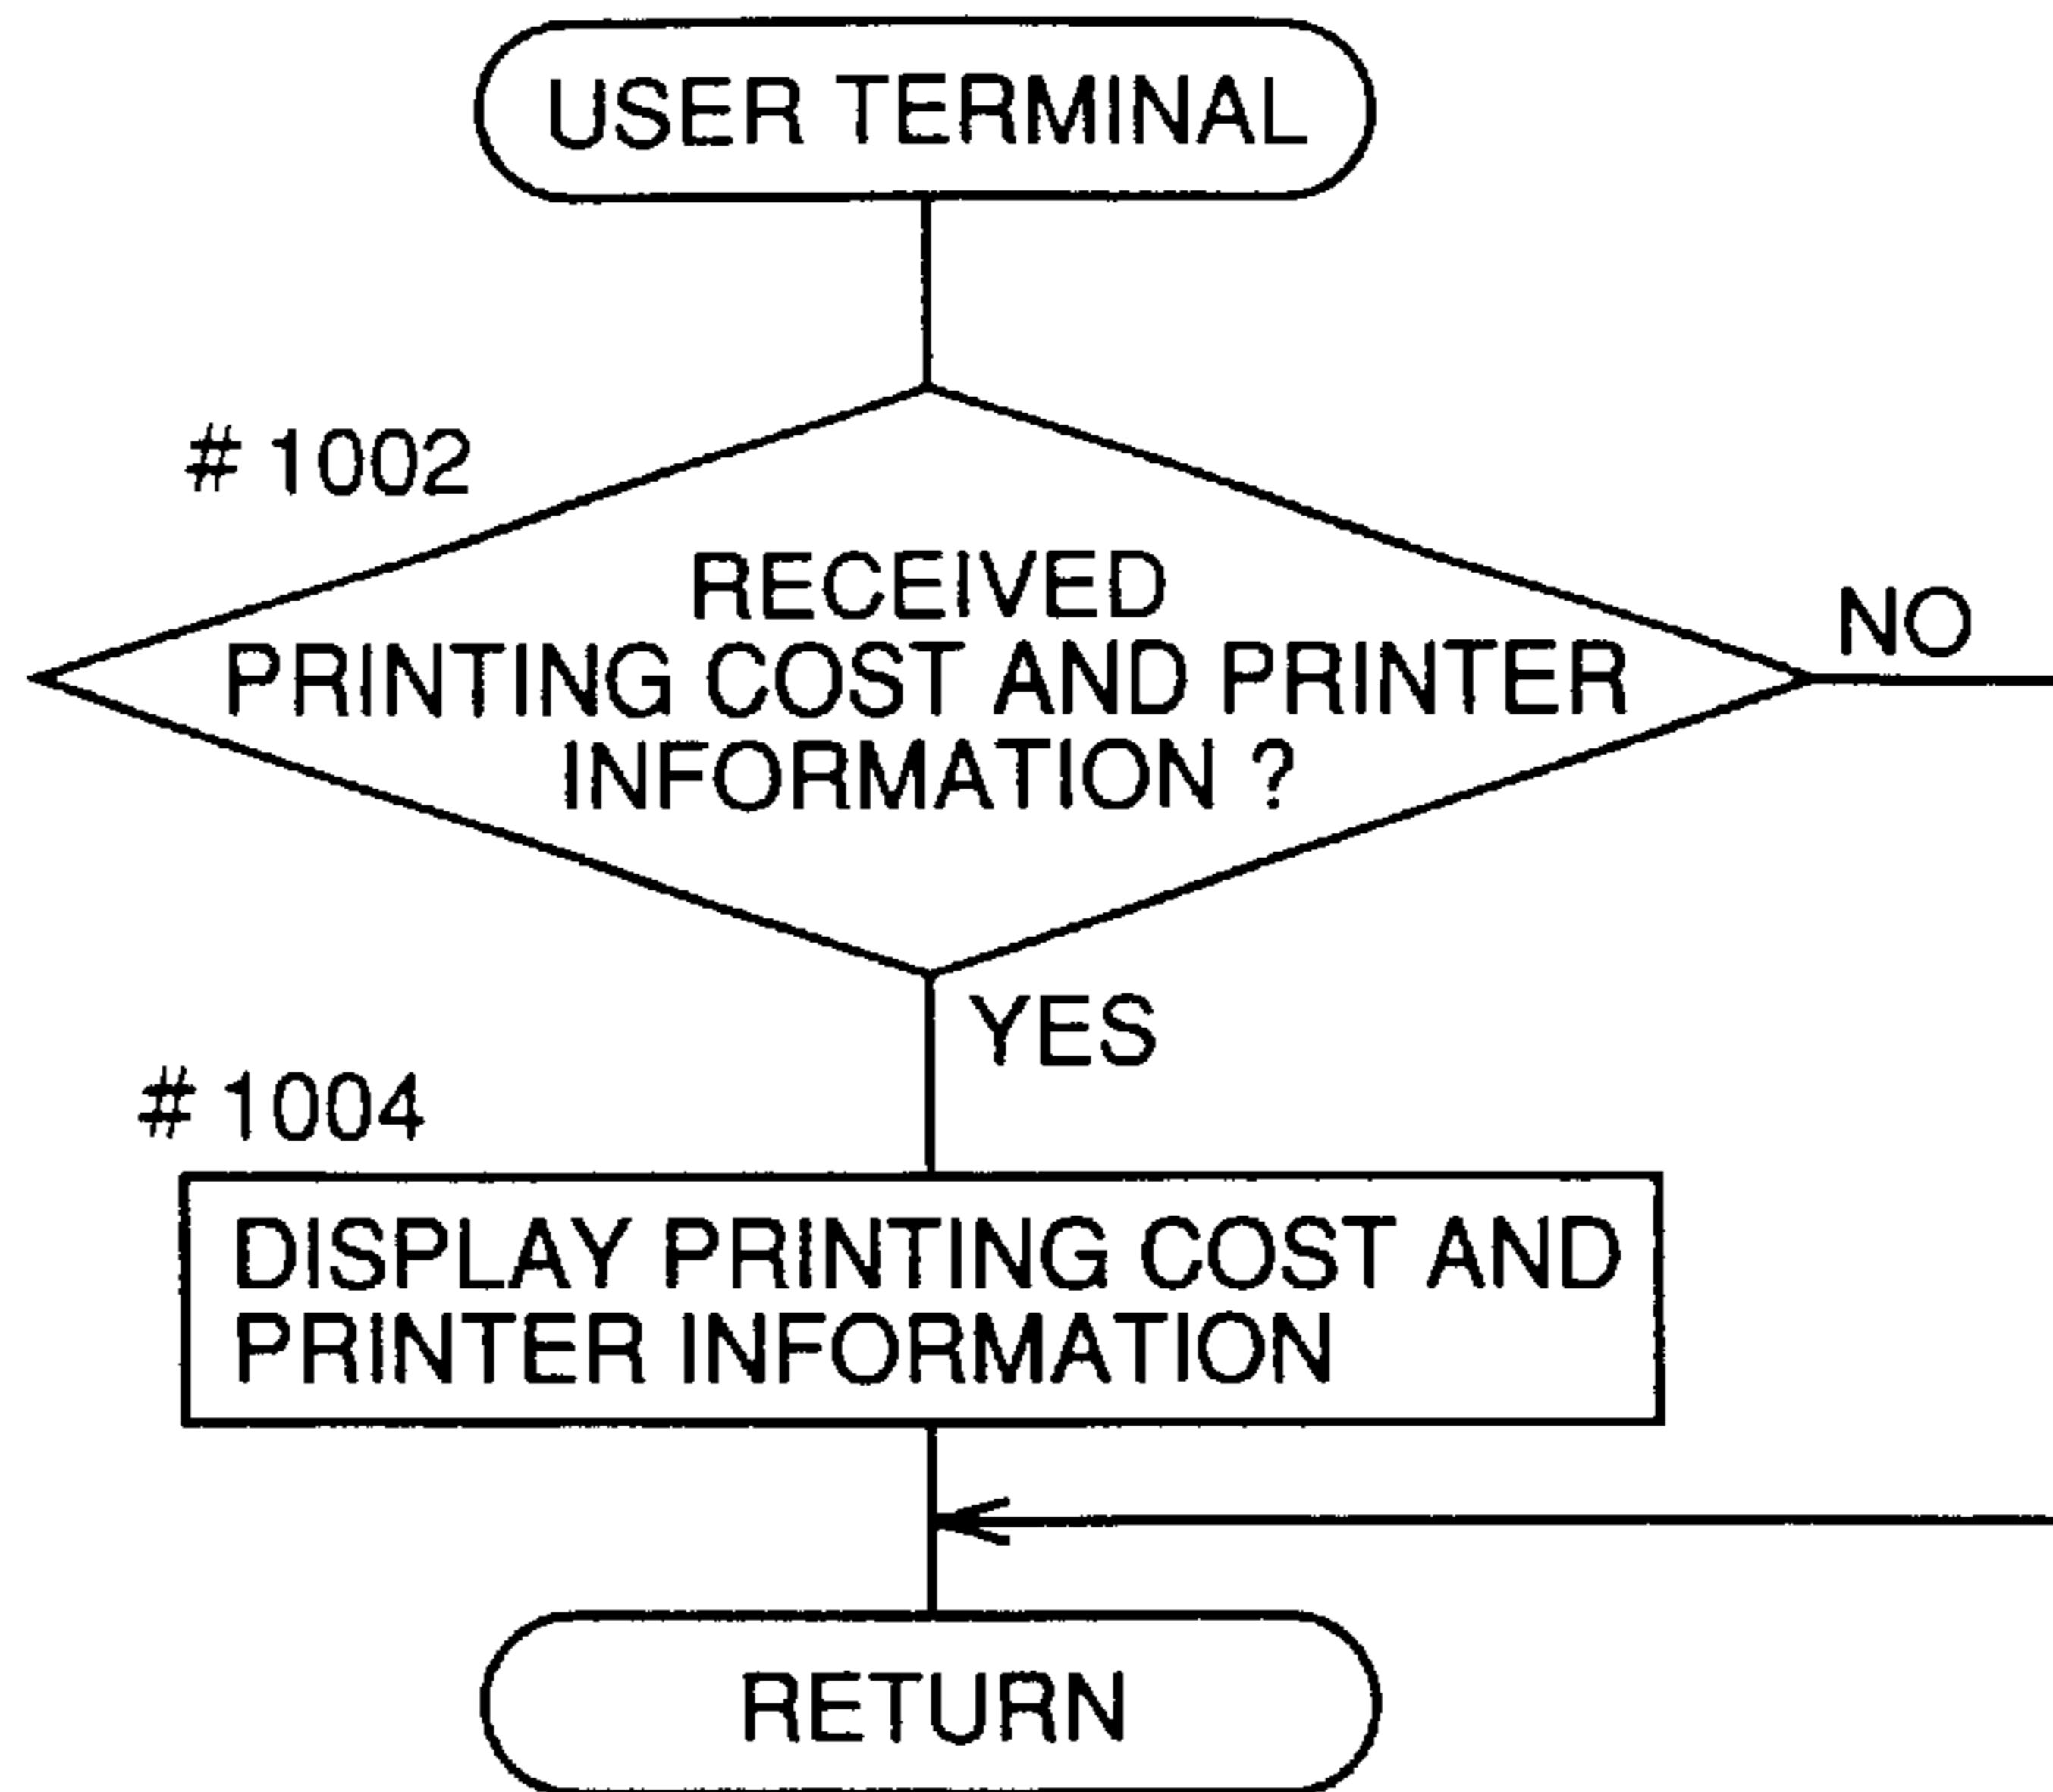 USER TERMINAL
# 1002
RECEIVED
PRINTING COST AND PRINTER
INFORMATION ?
NO
YES
# 1004
DISPLAY PRINTING COST AND
PRINTER INFORMATION
RETURN